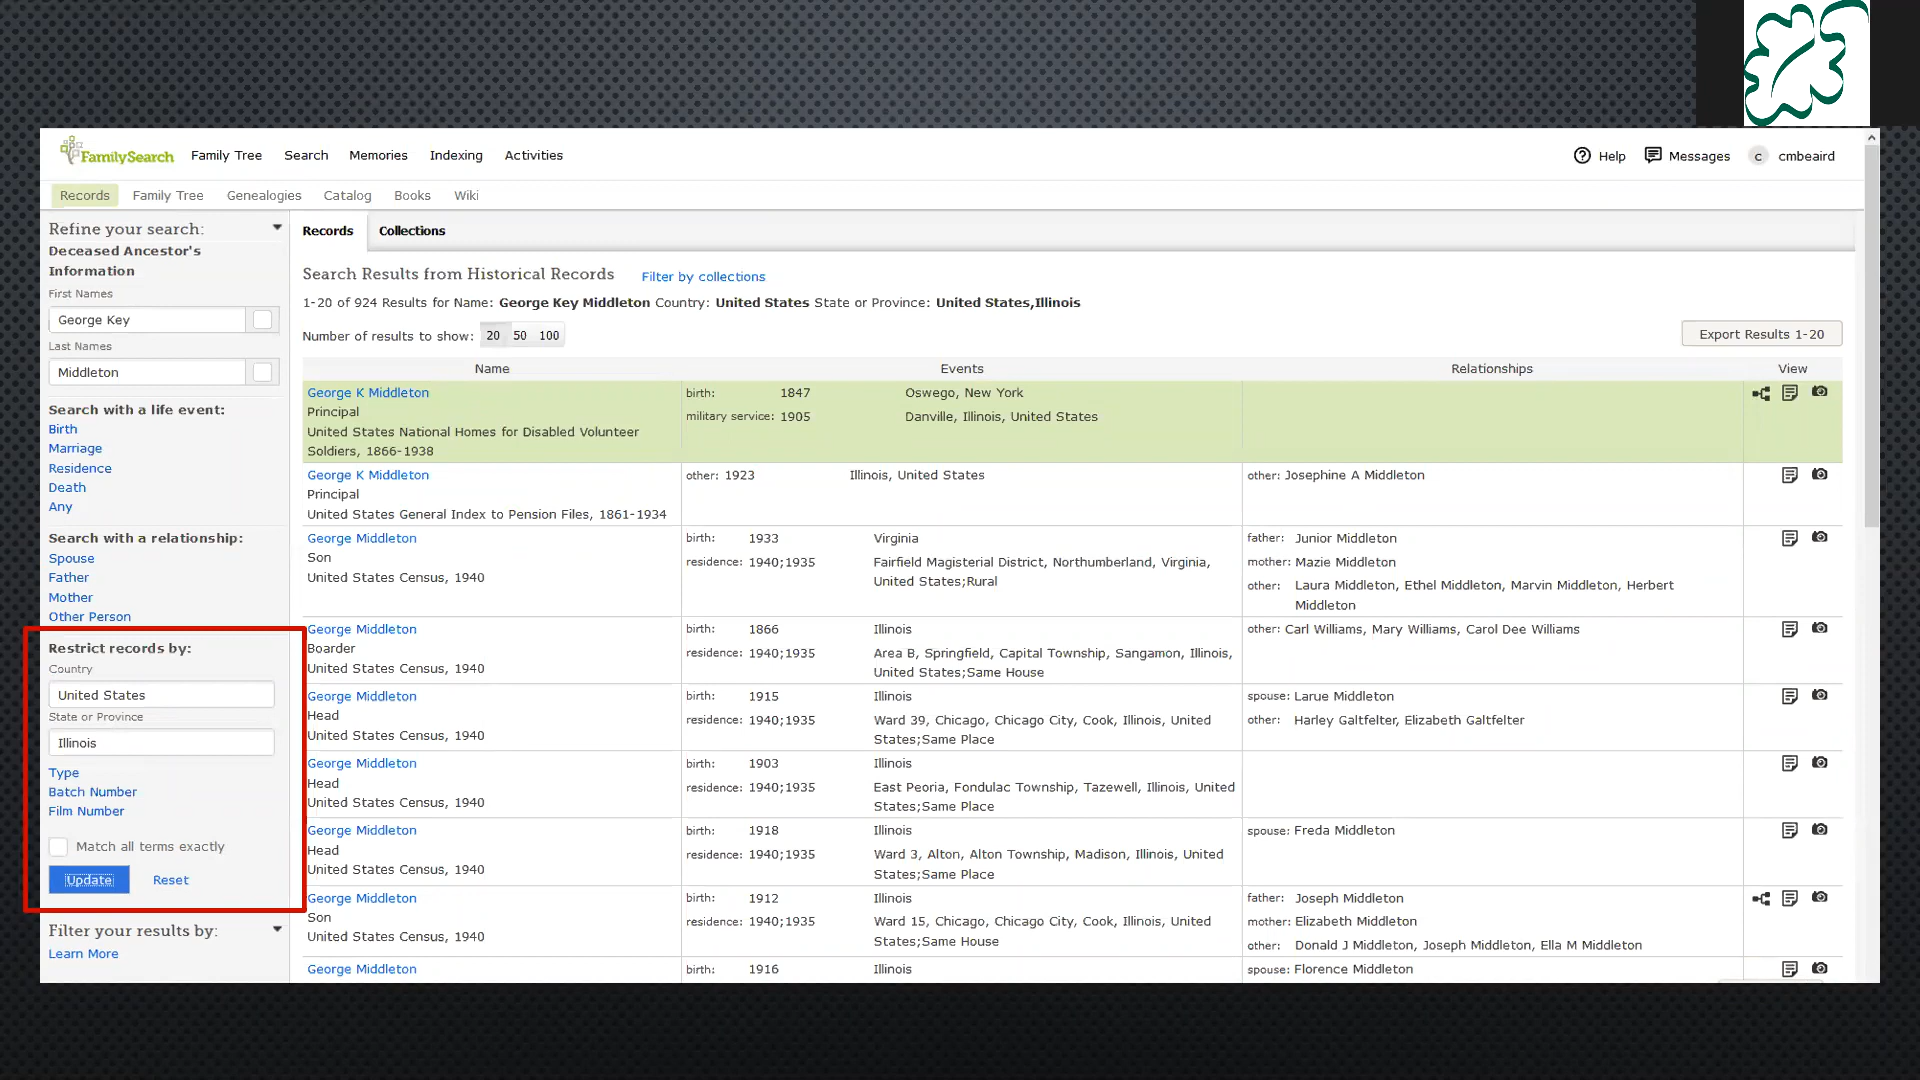 FamilySearch Family Tree Search Memories Indexing Activities Help Messages c cmbeaird
Records Family Tree Genealogies Catalog Books Wiki
Refine your search:
Deceased Ancestor's
Information
First Names
George Key
Last Names
Middleton
Search with a life event:
Birth
Marriage
Residence
Death
Any
Search with a relationship:
Spouse
Father
Mother
Other Person
Restrict records by:
Country
United States
State or Province
Illinois
Type
Batch Number
Film Number
Match all terms exactly
Update Reset
Filter your results by:
Learn More
Records Collections
Search Results from Historical Records Filter by collections
1-20 of 924 Results for Name: George Key Middleton Country: United States State or Province: United States,Illinois
Number of results to show: 20 50 100 Export Results 1-20
Name Events Relationships View
George K Middleton birth: 1847 Oswego, New York
Principal military service: 1905 Danville, Illinois, United States
United States National Homes for Disabled Volunteer
Soldiers, 1866-1938
George K Middleton other: 1923 Illinois, United States other: Josephine A Middleton
Principal
United States General Index to Pension Files, 1861-1934
George Middleton birth: 1933 Virginia father: Junior Middleton
Son residence: 1940;1935 Fairfield Magisterial District, Northumberland, Virginia, mother: Mazie Middleton
United States Census, 1940 United States;Rural other: Laura Middleton, Ethel Middleton, Marvin Middleton, Herbert
Middleton
George Middleton birth: 1866 Illinois other: Carl Williams, Mary Williams, Carol Dee Williams
Boarder residence: 1940;1935 Area B, Springfield, Capital Township, Sangamon, Illinois,
United States Census, 1940 United States;Same House
George Middleton birth: 1915 Illinois spouse: Larue Middleton
Head residence: 1940;1935 Ward 39, Chicago, Chicago City, Cook, Illinois, United other: Harley Galtfelter, Elizabeth Galtfelter
United States Census, 1940 States;Same Place
George Middleton birth: 1903 Illinois
Head residence: 1940;1935 East Peoria, Fondulac Township, Tazewell, Illinois, United
United States Census, 1940 States;Same Place
George Middleton birth: 1918 Illinois spouse: Freda Middleton
Head residence: 1940;1935 Ward 3, Alton, Alton Township, Madison, Illinois, United
United States Census, 1940 States;Same Place
George Middleton birth: 1912 Illinois father: Joseph Middleton
Son residence: 1940;1935 Ward 15, Chicago, Chicago City, Cook, Illinois, United mother: Elizabeth Middleton
United States Census, 1940 States;Same House other: Donald J Middleton, Joseph Middleton, Ella M Middleton
George Middleton birth: 1916 Illinois spouse: Florence Middleton